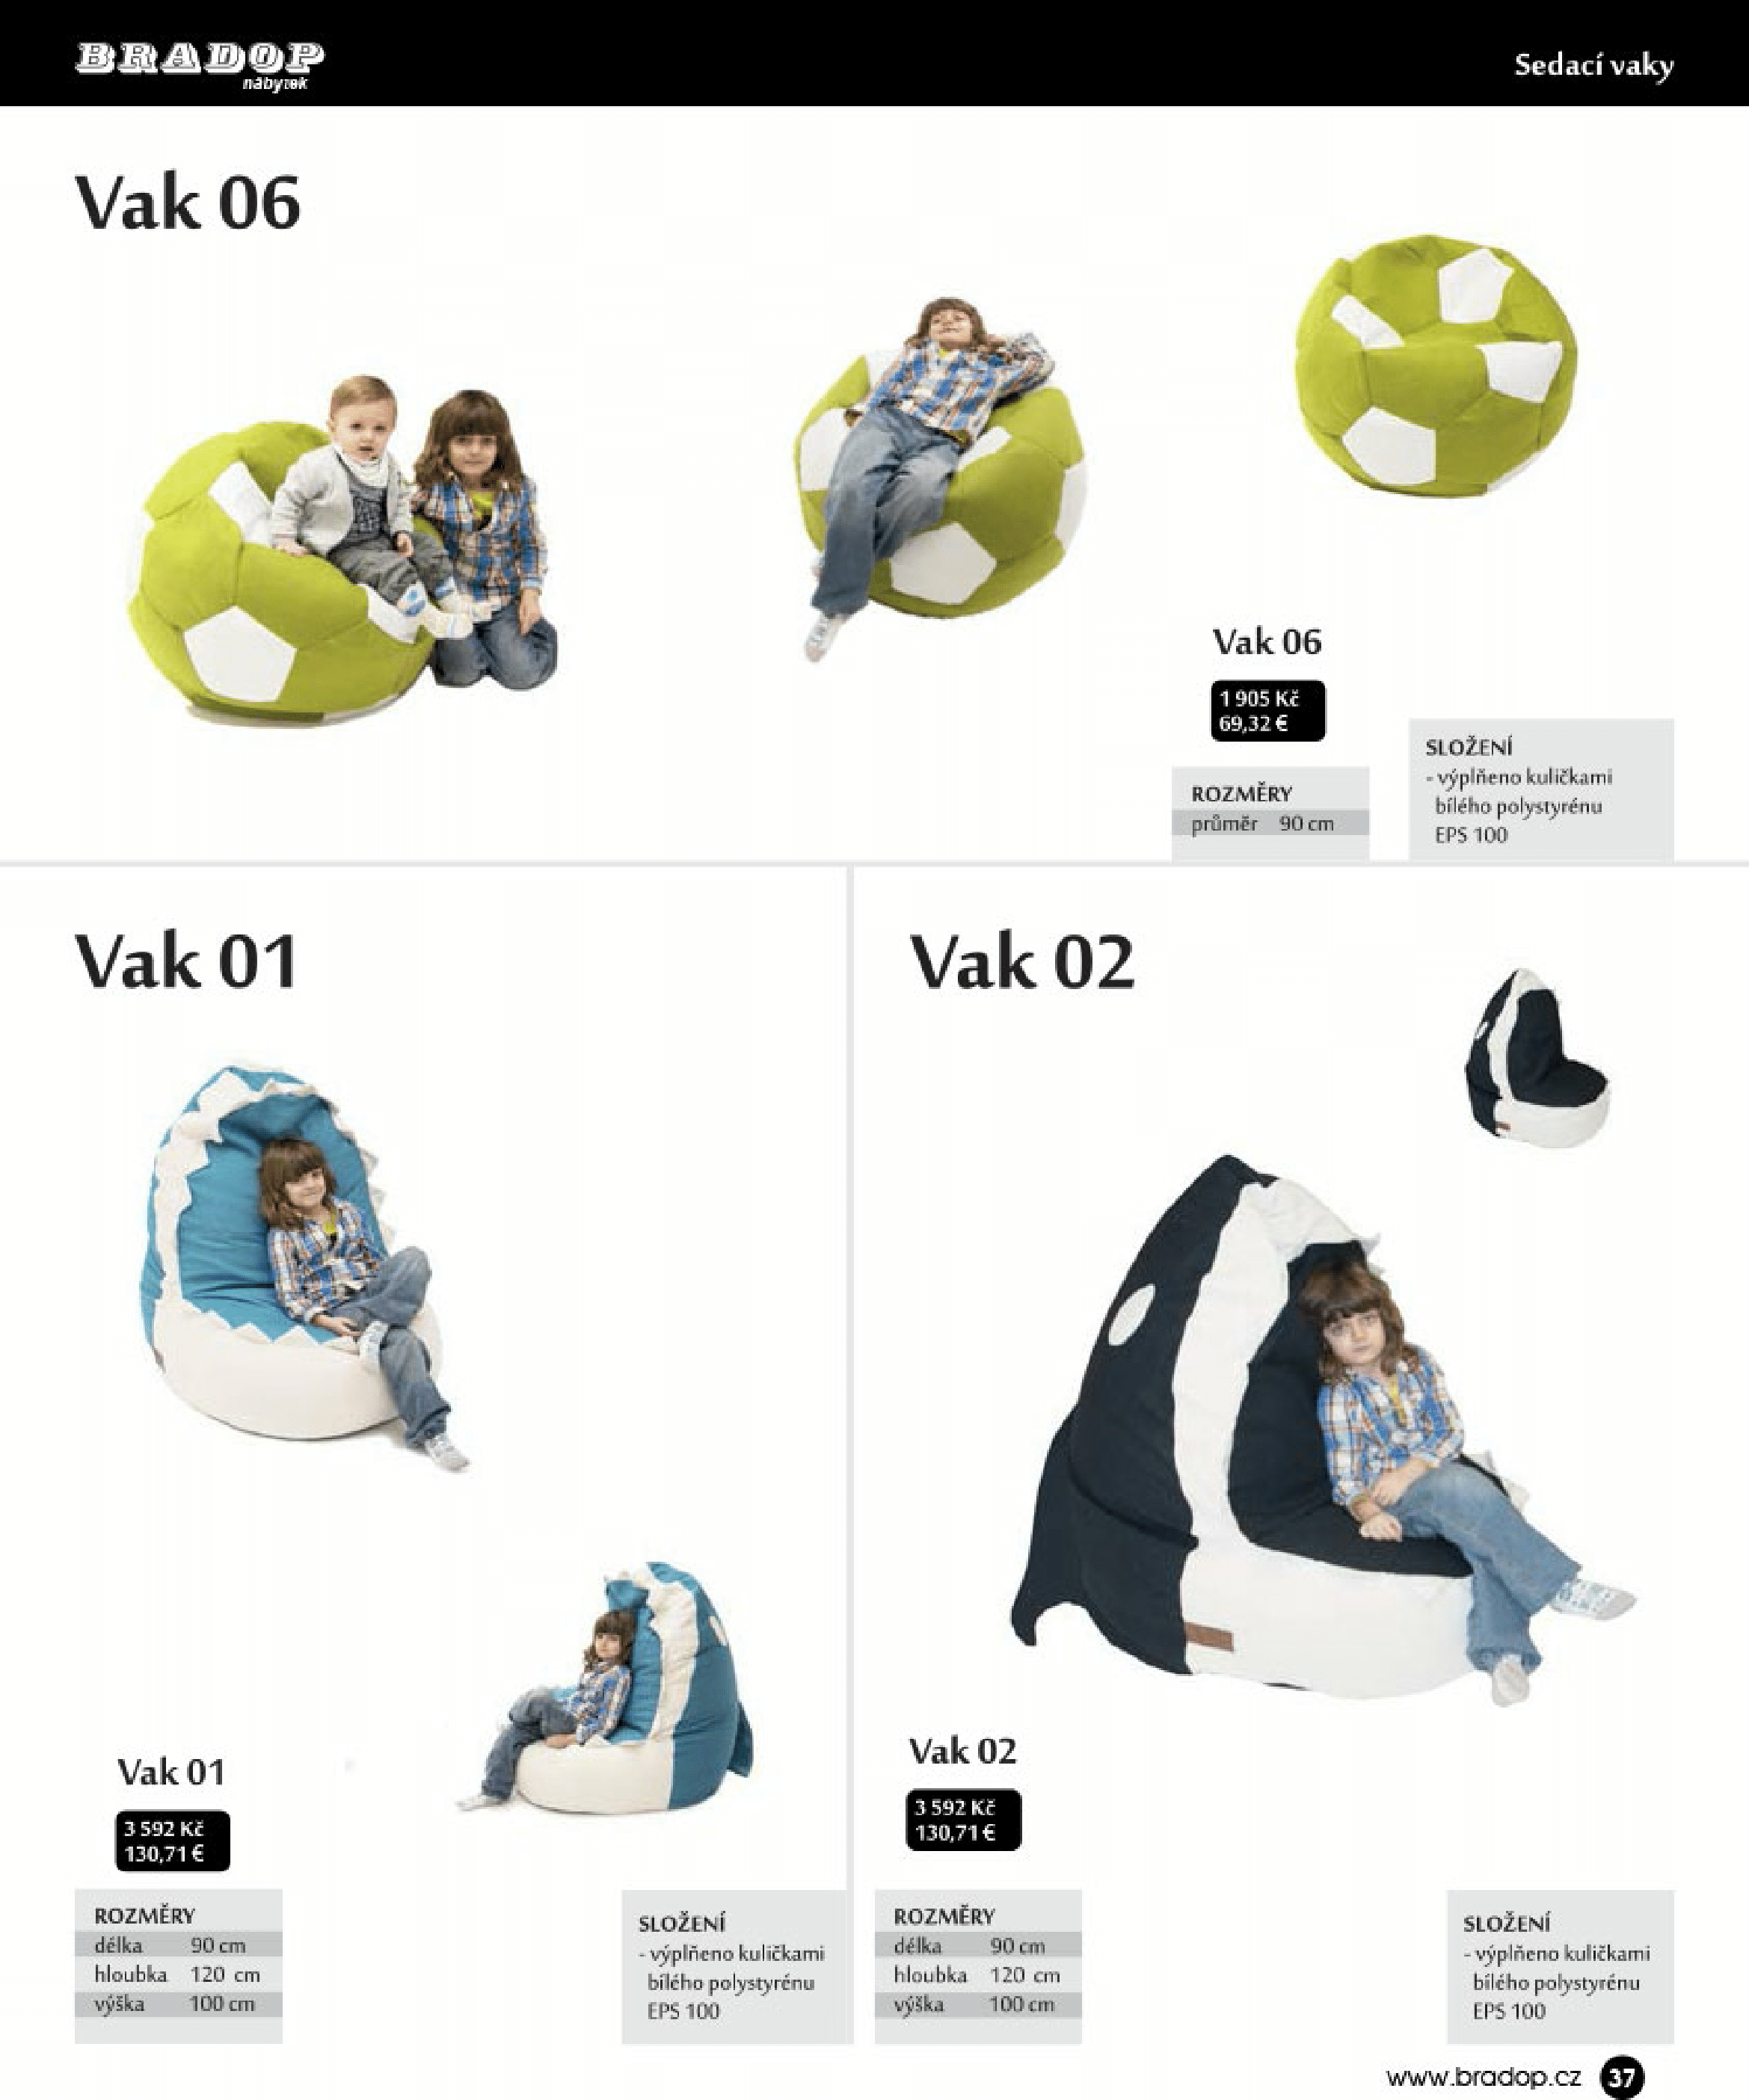 BRADOP
nábytek
Sedací vaky
Vak 06
Vak 06
1 905 Kč
69,32 €
ROZMĚRY
průměr 90 cm
SLOŽENÍ
- výplňeno kuličkami
bílého polystyrénu
EPS 100
Vak 01
Vak 01
3 592 Kč
130,71 €
ROZMĚRY
délka 90 cm
hloubka 120 cm
výška 100 cm
SLOŽENÍ
- výplňeno kuličkami
bílého polystyrénu
EPS 100
Vak 02
Vak 02
3 592 Kč
130,71 €
ROZMĚRY
délka 90 cm
hloubka 120 cm
výška 100 cm
SLOŽENÍ
- výplňeno kuličkami
bílého polystyrénu
EPS 100
www.bradop.cz 37